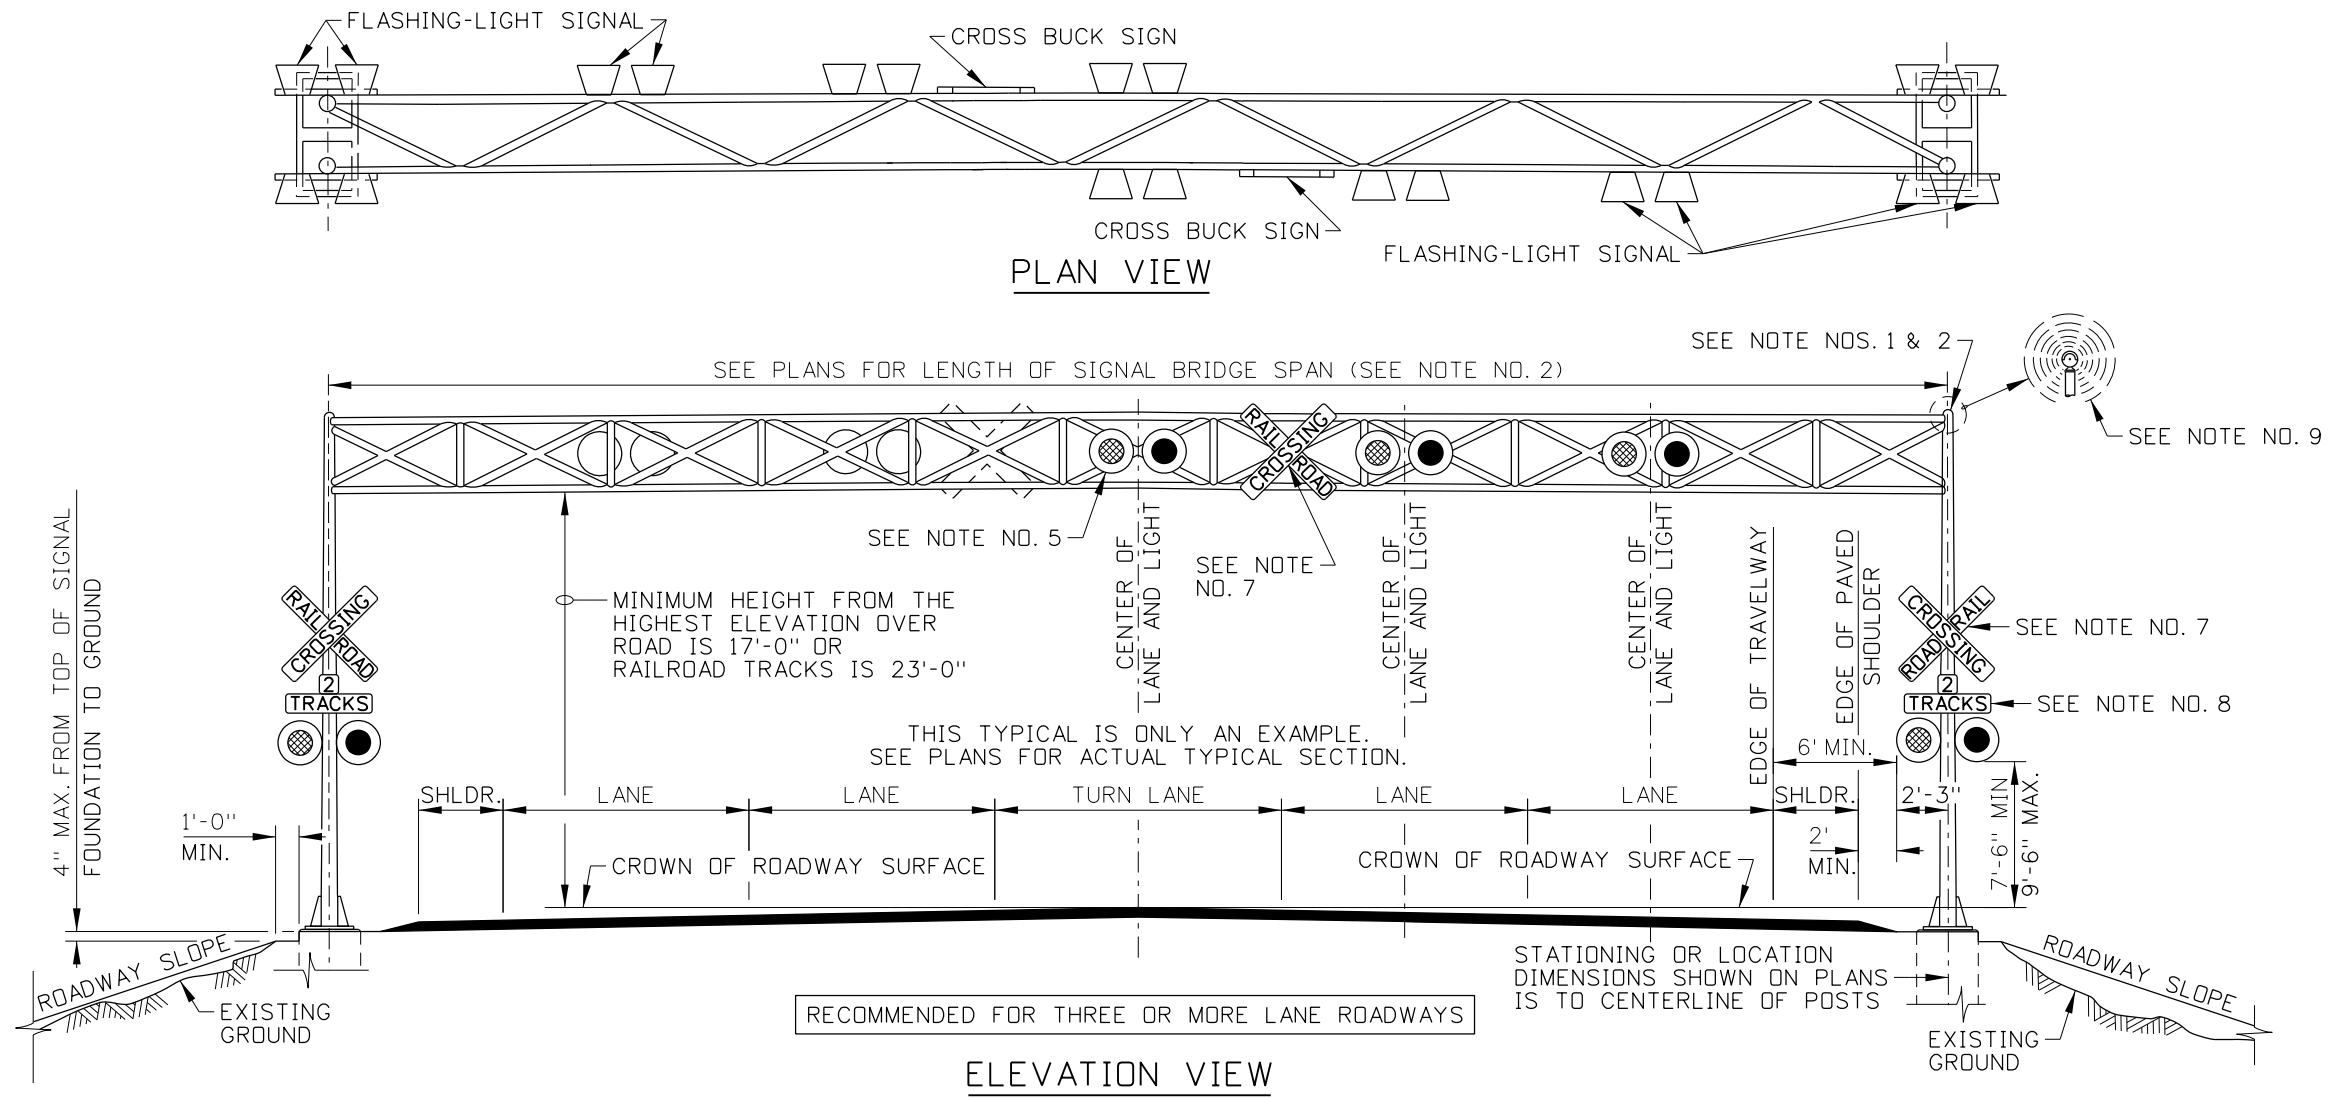 FLASHING-LIGHT SIGNAL
CROSS BUCK SIGN
CROSS BUCK SIGN
FLASHING-LIGHT SIGNAL
PLAN VIEW
SEE NOTE NOS. 1 & 2
SEE PLANS FOR LENGTH OF SIGNAL BRIDGE SPAN (SEE NOTE NO. 2)
SEE NOTE NO. 9
RAIL
ROAD
CROSSING
SEE NOTE NO. 5
SEE NOTE
NO. 7
CENTER OF
LANE AND LIGHT
CENTER OF
LANE AND LIGHT
CENTER OF
LANE AND LIGHT
EDGE OF TRAVELWAY
EDGE OF PAVED
SHOULDER
4" MAX. FROM TOP OF SIGNAL
FOUNDATION TO GROUND
MINIMUM HEIGHT FROM THE
HIGHEST ELEVATION OVER
ROAD IS 17'-0" OR
RAILROAD TRACKS IS 23'-0"
RAIL
ROAD
CROSSING
2
TRACKS
RAIL
ROAD
CROSSING
2
TRACKS
SEE NOTE NO. 7
SEE NOTE NO. 8
THIS TYPICAL IS ONLY AN EXAMPLE.
SEE PLANS FOR ACTUAL TYPICAL SECTION.
6' MIN.
SHLDR.
LANE
LANE
TURN LANE
LANE
LANE
SHLDR.
2'-3"
7'-6" MIN
9'-6" MAX.
1'-0"
MIN.
2'
MIN.
CROWN OF ROADWAY SURFACE
CROWN OF ROADWAY SURFACE
ROADWAY SLOPE
EXISTING
GROUND
STATIONING OR LOCATION
DIMENSIONS SHOWN ON PLANS
IS TO CENTERLINE OF POSTS
ROADWAY SLOPE
EXISTING
GROUND
RECOMMENDED FOR THREE OR MORE LANE ROADWAYS
ELEVATION VIEW